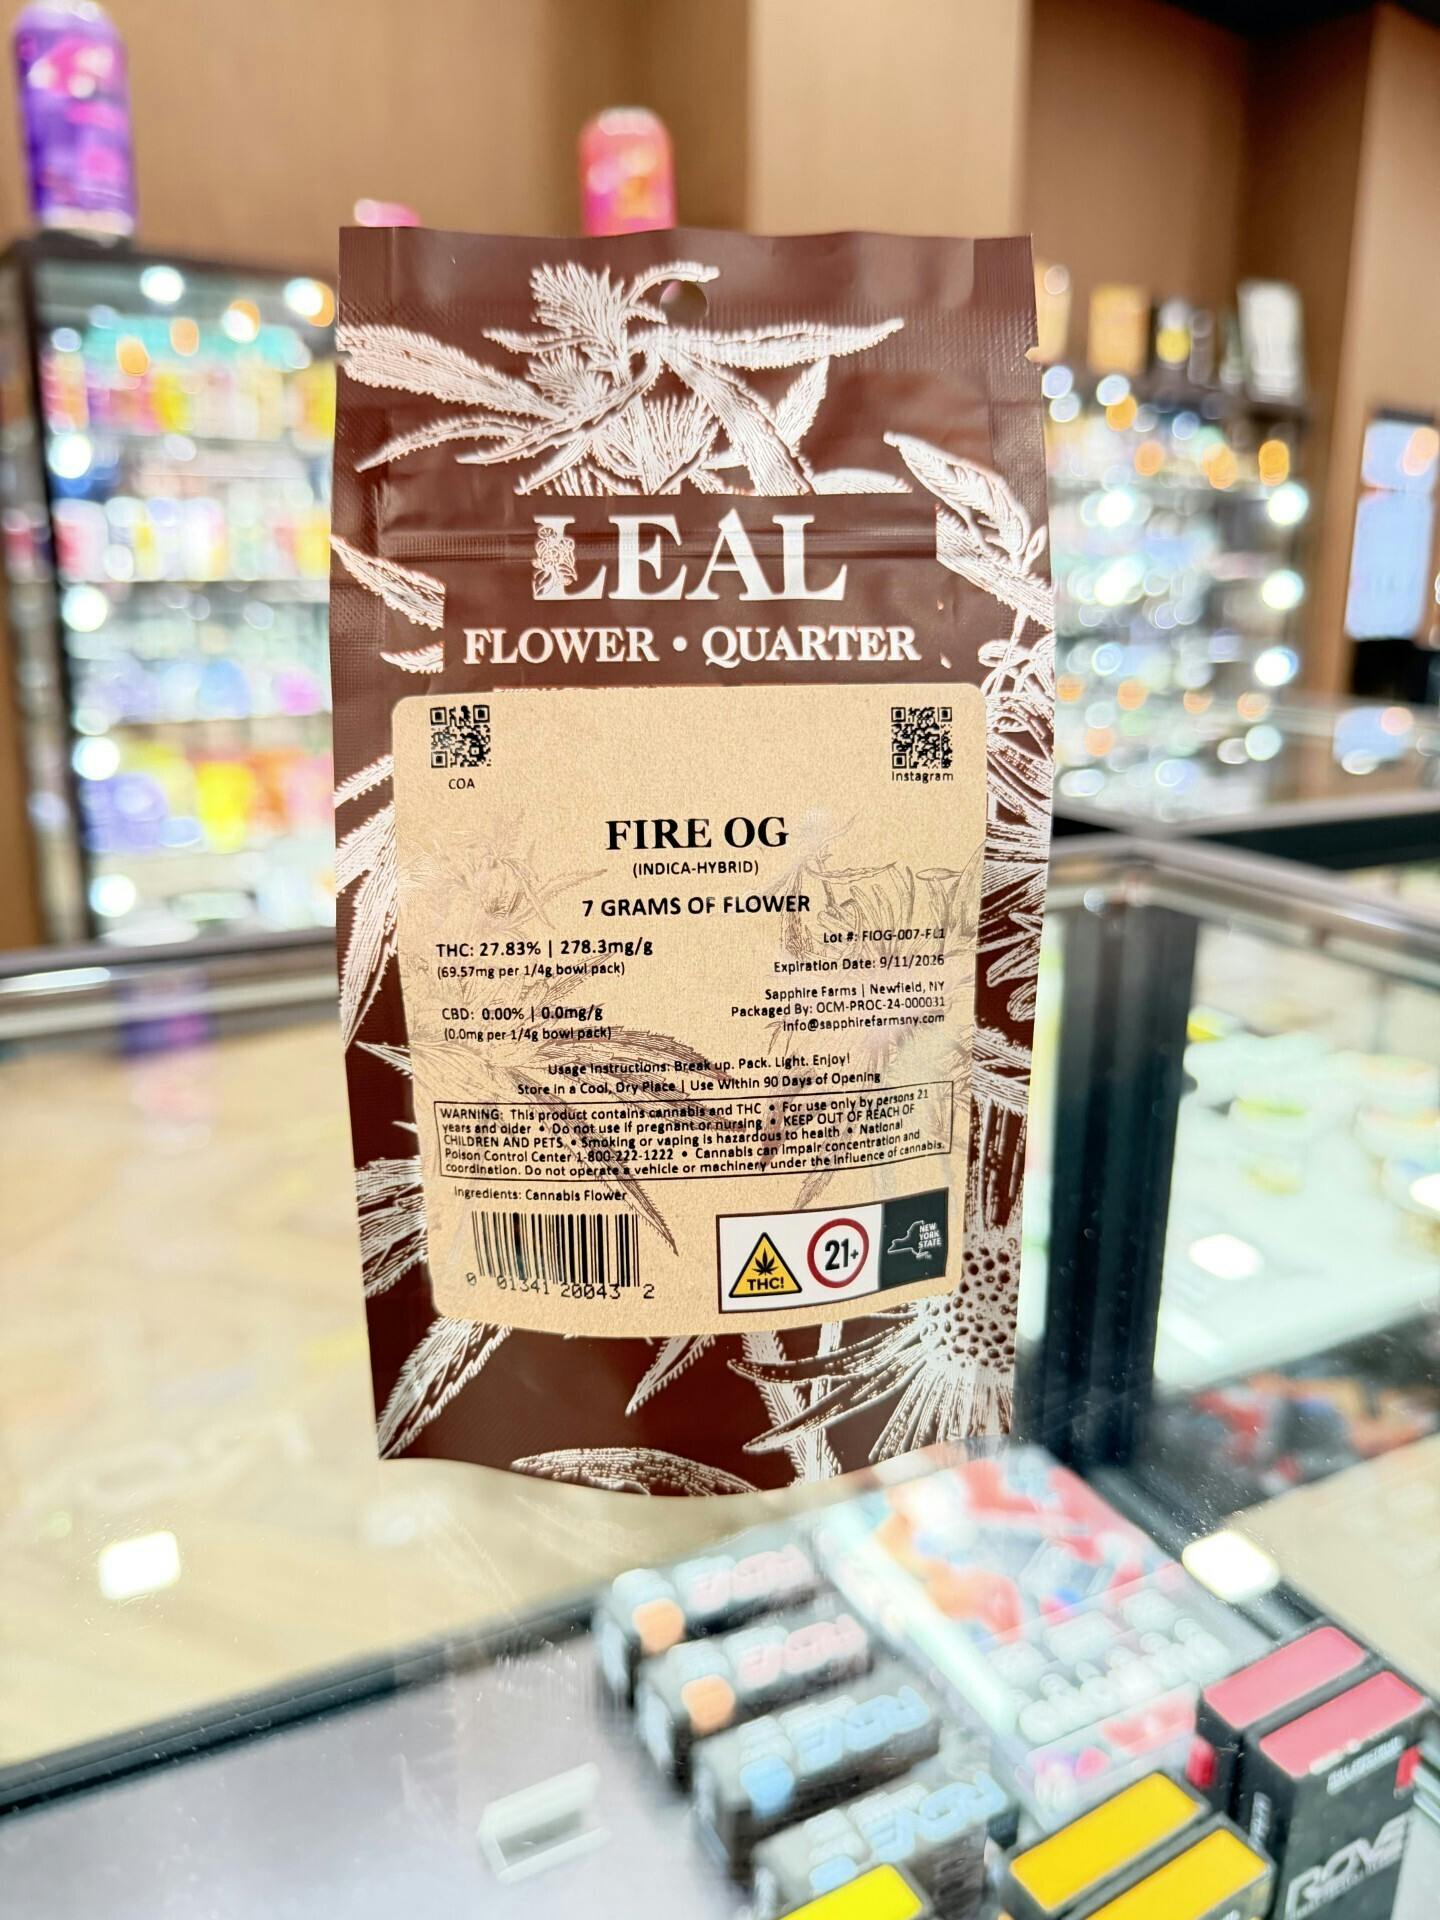 LEAL
FLOWER • QUARTER
COA
Instagram
FIRE OG
(INDICA-HYBRID)
7 GRAMS OF FLOWER
THC: 27.83% | 278.3mg/g
(69.57mg per 1/4g bowl pack)
CBD: 0.00% | 0.0mg/g
(0.0mg per 1/4g bowl pack)
Lot #: FIOG-007-FL1
Expiration Date: 9/11/2026
Sapphire Farms | Newfield, NY
Packaged By: OCM-PROC-24-000031
info@sapphirefarmsny.com
Usage Instructions: Break up. Pack. Light. Enjoy!
Store in a Cool, Dry Place | Use Within 90 Days of Opening
WARNING: This product contains cannabis and THC • For use only by persons 21
years and older • Do not use if pregnant or nursing • KEEP OUT OF REACH OF
CHILDREN AND PETS. • Smoking or vaping is hazardous to health • National
Poison Control Center 1-800-222-1222 • Cannabis can impair concentration and
coordination. Do not operate a vehicle or machinery under the influence of cannabis.
Ingredients: Cannabis Flower
0 01341 20043 2
THC!
21+
NEW
YORK
STATE
ROVE
ROVE
ROVE